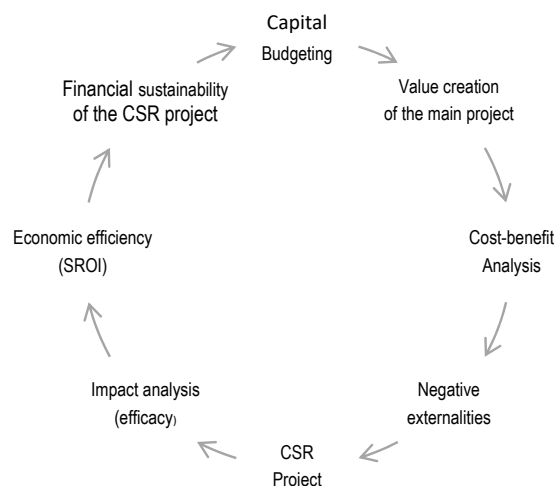 Capital
Budgeting
Value creation
of the main project
Cost-benefit
Analysis
Negative
externalities
CSR
Project
Impact analysis
(efficacy)
Economic efficiency
(SROI)
Financial sustainability
of the CSR project